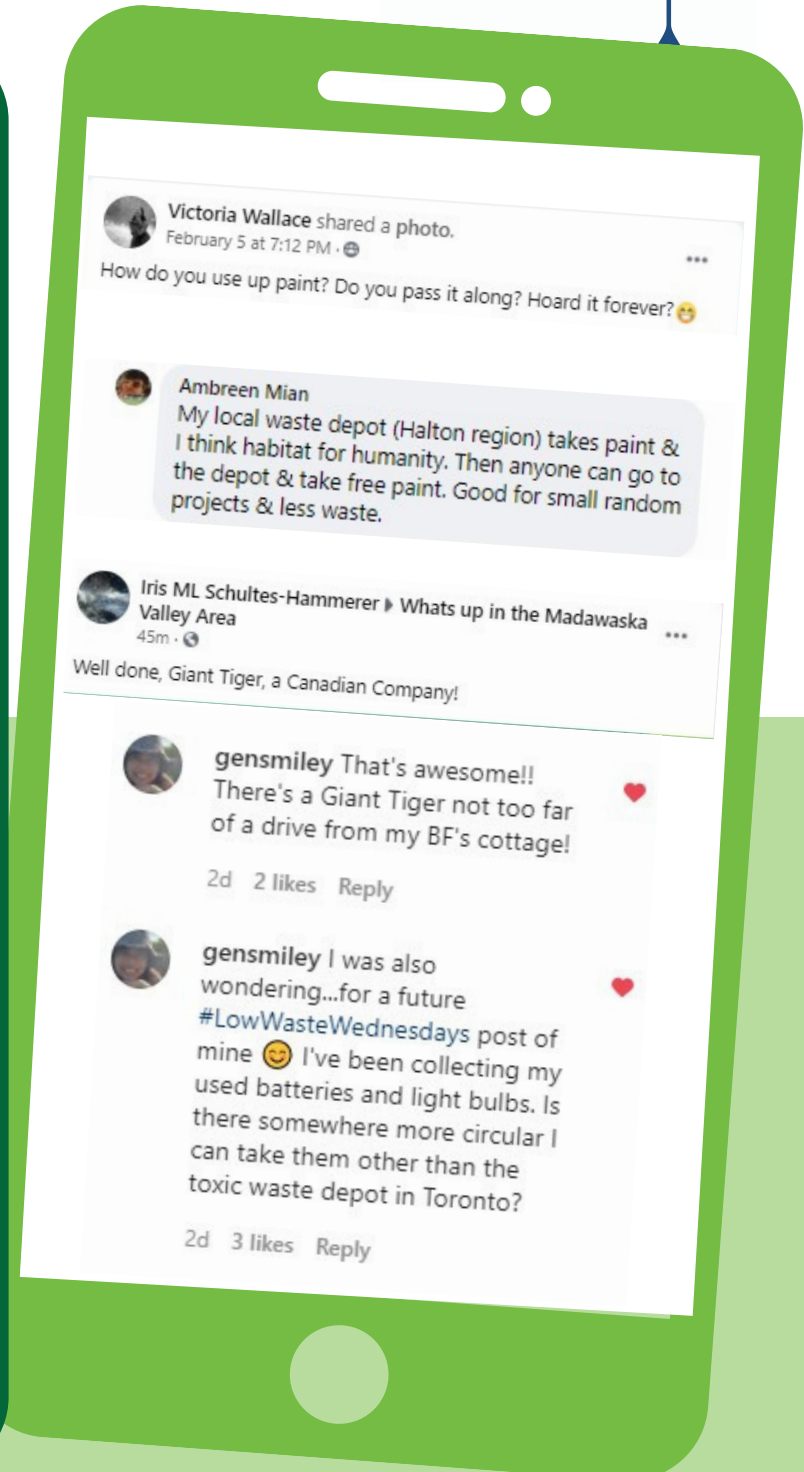 Victoria Wallace shared a photo.
February 5 at 7:12 PM ·
How do you use up paint? Do you pass it along? Hoard it forever?😁
Ambreen Mian
My local waste depot (Halton region) takes paint &
I think habitat for humanity. Then anyone can go to
the depot & take free paint. Good for small random
projects & less waste.
Iris ML Schultes-Hammerer ▸ Whats up in the Madawaska
Valley Area
45m ·
Well done, Giant Tiger, a Canadian Company!
gensmiley That's awesome!!
There's a Giant Tiger not too far
of a drive from my BF's cottage!
2d 2 likes Reply
gensmiley I was also
wondering...for a future
#LowWasteWednesdays post of
mine 😊 I've been collecting my
used batteries and light bulbs. Is
there somewhere more circular I
can take them other than the
toxic waste depot in Toronto?
2d 3 likes Reply